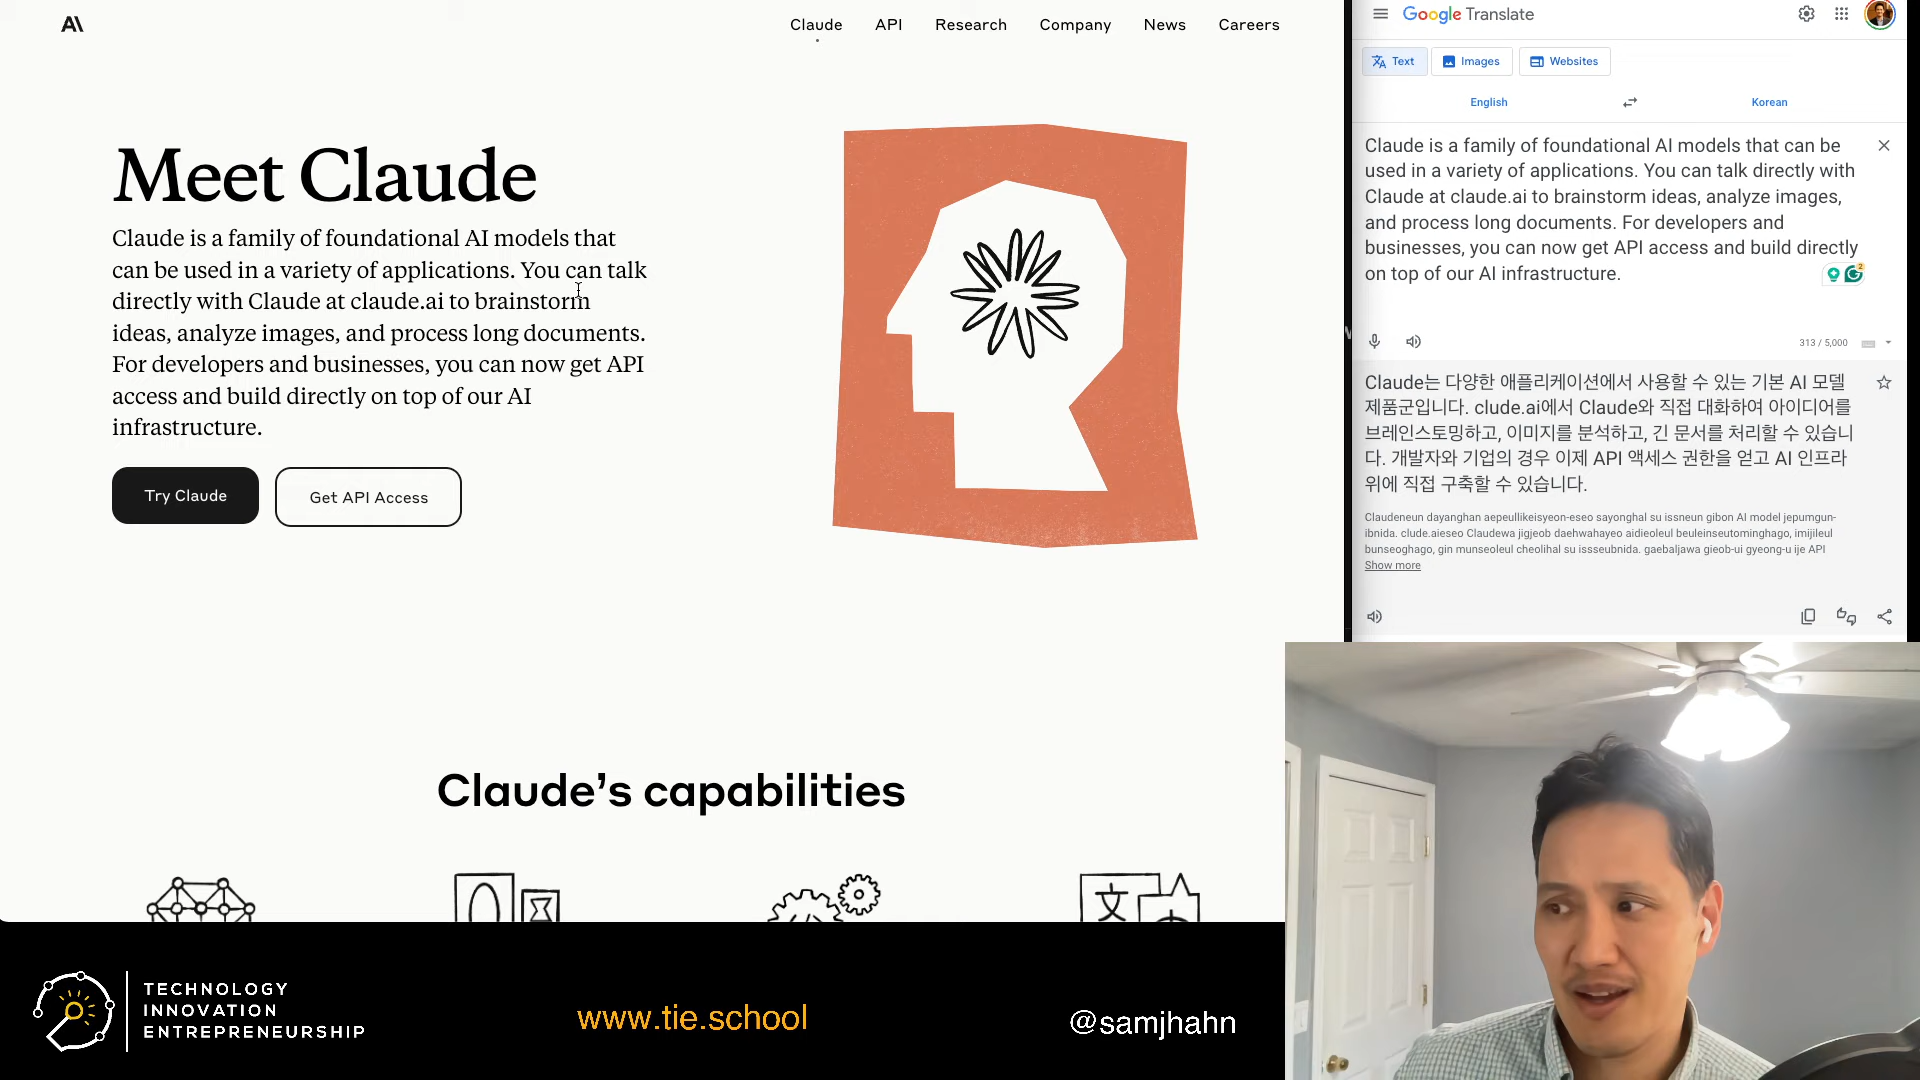 Claude
API
Research
Company
News
Careers
Meet Claude
Claude is a family of foundational AI models that
can be used in a variety of applications. You can talk
directly with Claude at claude.ai to brainstorm
ideas, analyze images, and process long documents.
For developers and businesses, you can now get API
access and build directly on top of our AI
infrastructure.
Try Claude
Get API Access
Claude’s capabilities
Google Translate
Text
Images
Websites
English
Korean
Claude is a family of foundational AI models that can be
used in a variety of applications. You can talk directly with
Claude at claude.ai to brainstorm ideas, analyze images,
and process long documents. For developers and
businesses, you can now get API access and build directly
on top of our AI infrastructure.
2
313 / 5,000
Claude는 다양한 애플리케이션에서 사용할 수 있는 기본 AI 모델
제품군입니다. clude.ai에서 Claude와 직접 대화하여 아이디어를
브레인스토밍하고, 이미지를 분석하고, 긴 문서를 처리할 수 있습니
다. 개발자와 기업의 경우 이제 API 액세스 권한을 얻고 AI 인프라
위에 직접 구축할 수 있습니다.
Claudeneun dayanghan aepeullikeisyeon-eseo sayonghal su issneun gibon AI model jepumgun-
ibnida. clude.aieseo Claudewa jigjeob daehwahayeo aidieoleul beuleinseutominghago, imijileul
bunseoghago, gin munseoleul cheolihal su issseubnida. gaebaljawa gieob-ui gyeong-u ije API
Show more
TECHNOLOGY
INNOVATION
ENTREPRENEURSHIP
www.tie.school
@samjhahn